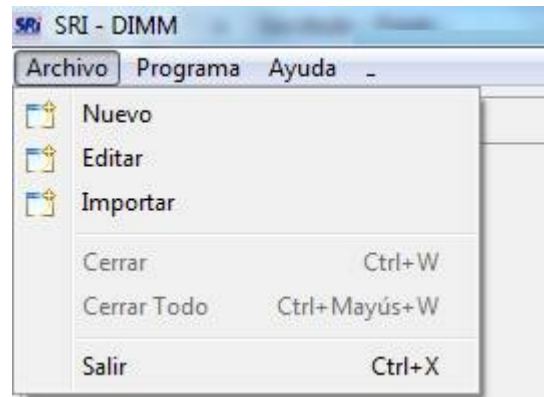 SRi SRI - DIMM
Archivo Programa Ayuda
Nuevo
Editar
Importar
Cerrar Ctrl+W
Cerrar Todo Ctrl+Mayús+W
Salir Ctrl+X